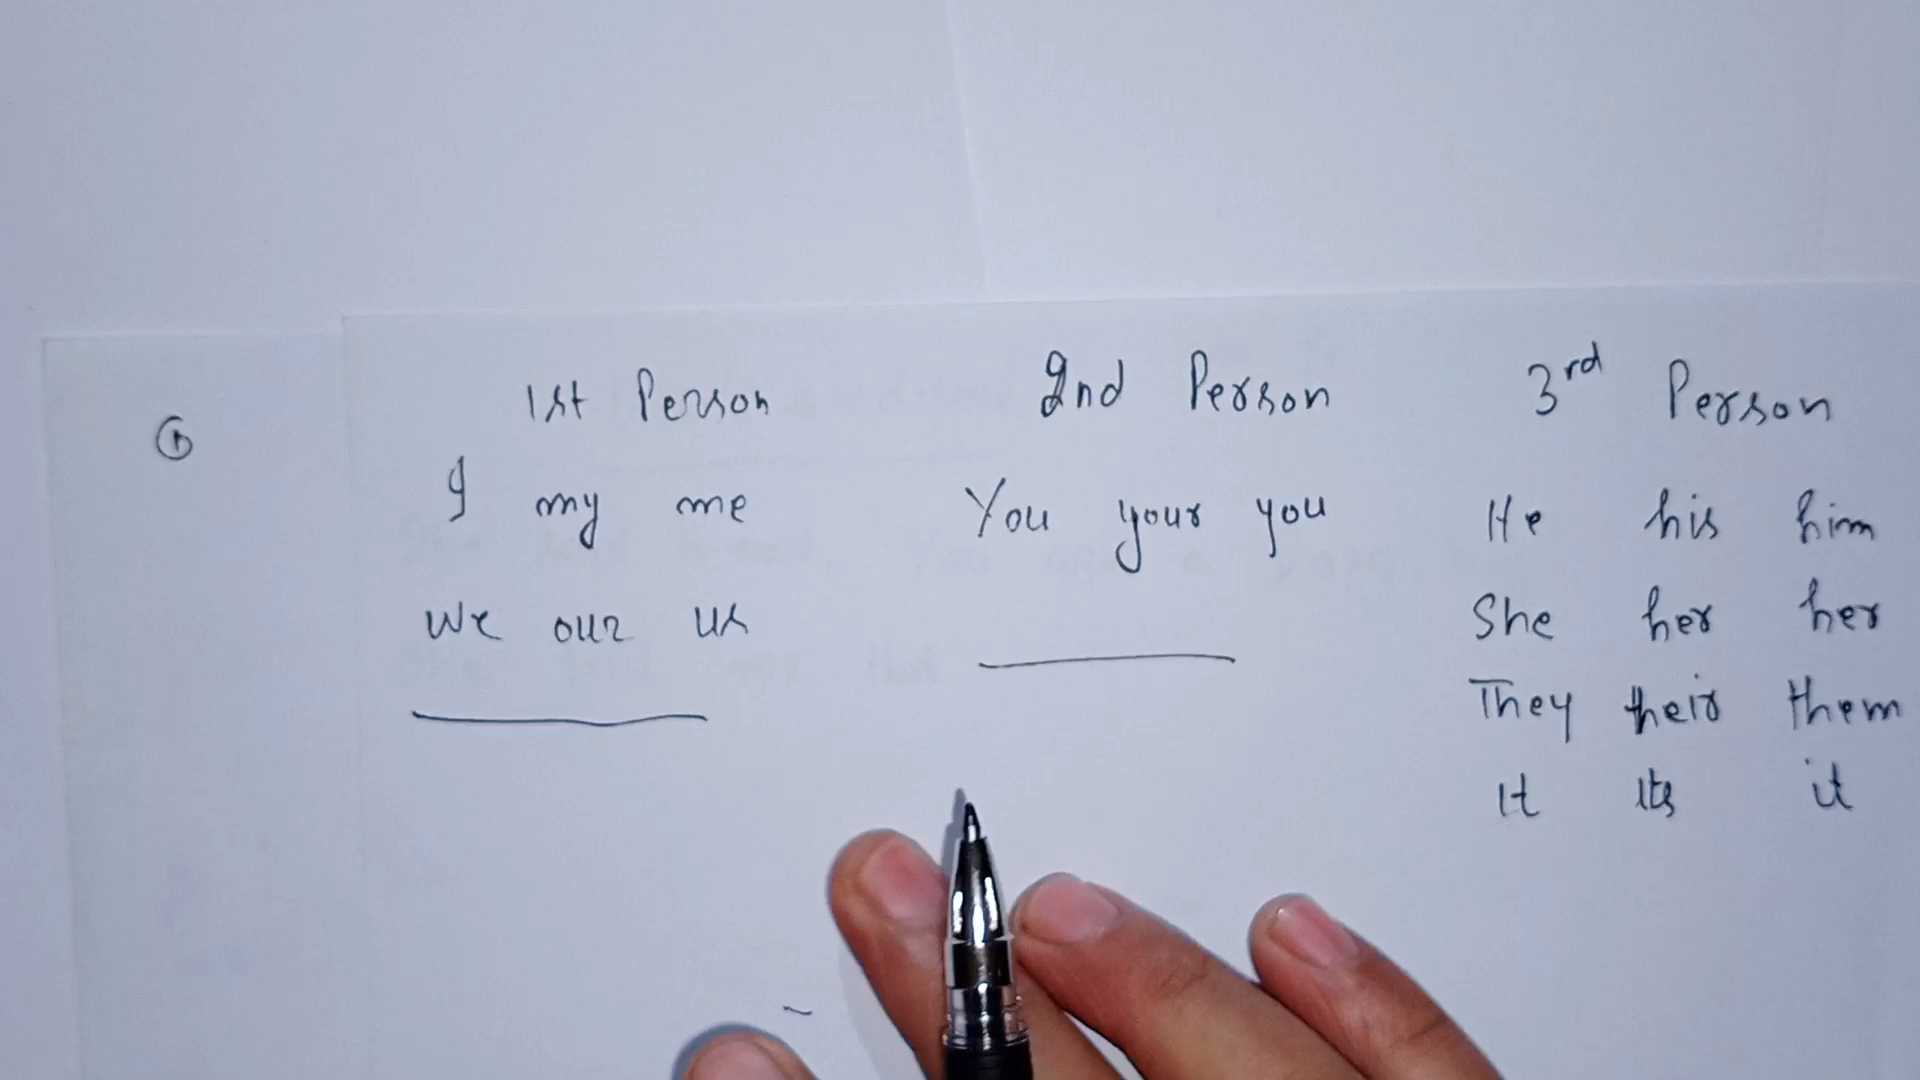 ① 1st Person 2nd Person 3rd Person
I my me You your you He his him
We our us She her her
They their them
It its it